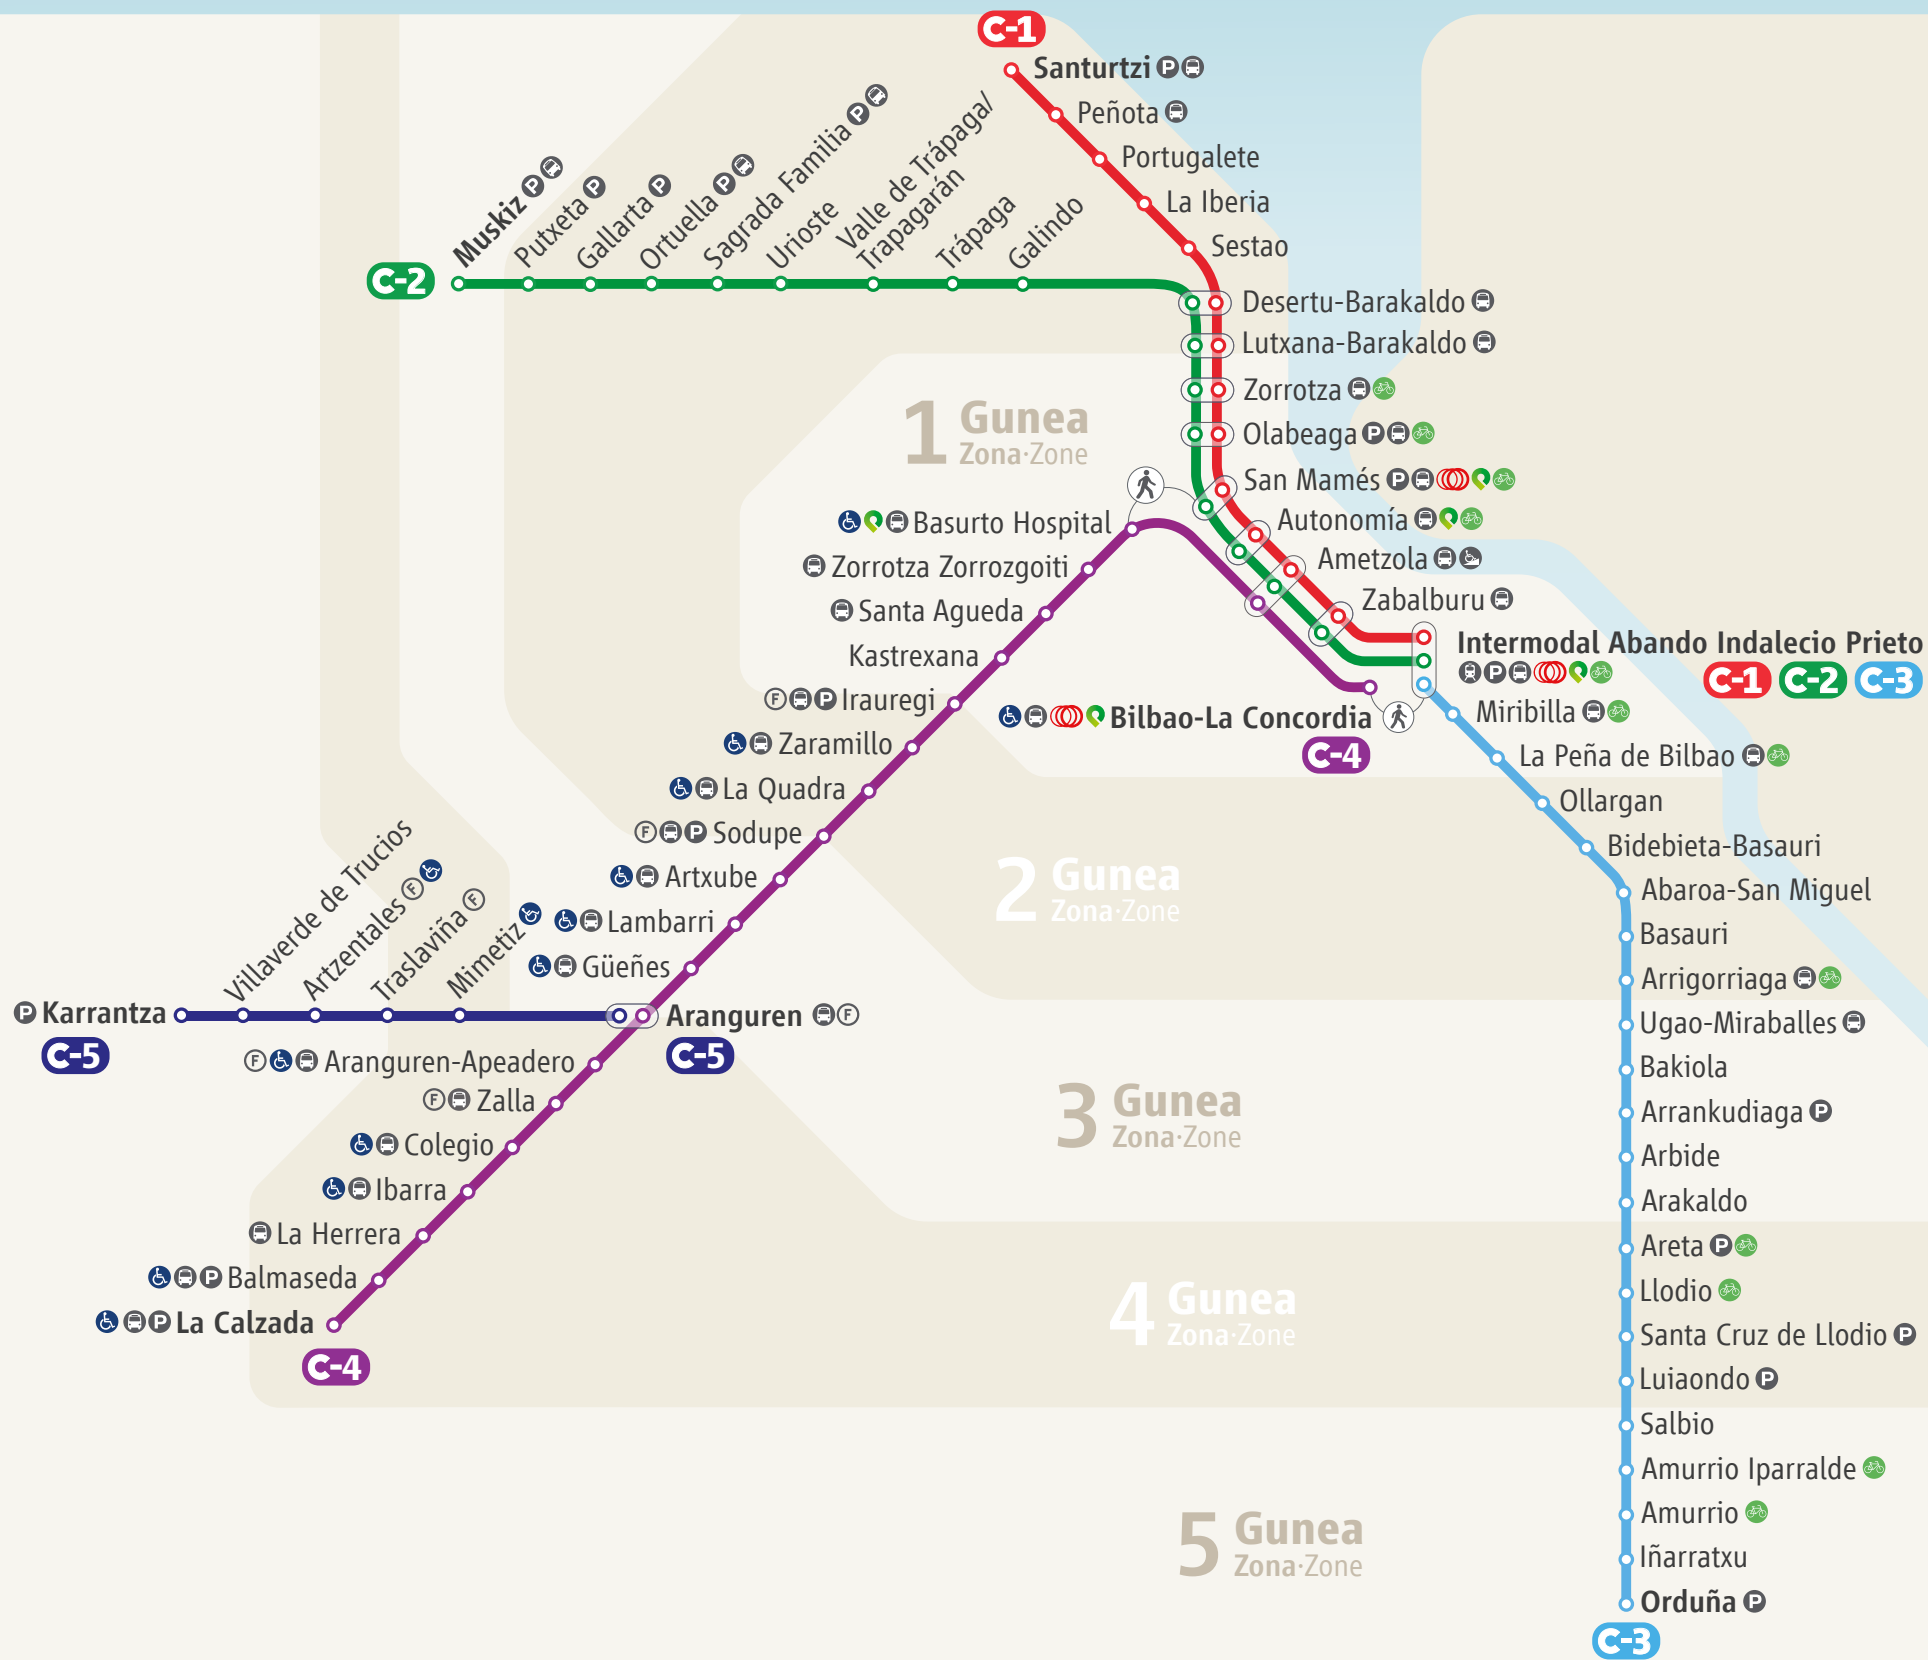 C-1
Santurtzi P
Peñota
Portugalete
La Iberia
Sestao
C-2
Muskiz P
Putxeta P
Gallarta P
Ortuella P
Sagrada Familia P
Urioste
Valle de Trápaga/
Trapagarán
Trápaga
Galindo
Desertu-Barakaldo
Lutxana-Barakaldo
Zorrotza
Olabeaga P
San Mamés P
Autonomía
Ametzola
Zabalburu
Intermodal Abando Indalecio Prieto
P
C-1 C-2 C-3
1 Gunea
Zona·Zone
Basurto Hospital
Zorrotza Zorrozgoiti
Santa Agueda
Kastrexana
F P Irauregi
Zaramillo
La Quadra
F P Sodupe
Artxube
Lambarri
Güeñes
Bilbao-La Concordia
C-4
Miribilla
La Peña de Bilbao
Ollargan
Bidebieta-Basauri
Abaroa-San Miguel
Basauri
Arrigorriaga
Ugao-Miraballes
Bakiola
Arrankudiaga P
Arbide
Arakaldo
Areta P
Llodio
Santa Cruz de Llodio P
Luiaondo P
Salbio
Amurrio Iparralde
Amurrio
Iñarratxu
Orduña P
C-3
2 Gunea
Zona·Zone
P Karrantza
C-5
Villaverde de Trucios
Artzentales F
Traslaviña F
Mimetiz
Aranguren F
C-5
F Aranguren-Apeadero
F Zalla
Colegio
Ibarra
La Herrera
P Balmaseda
P La Calzada
C-4
3 Gunea
Zona·Zone
4 Gunea
Zona·Zone
5 Gunea
Zona·Zone